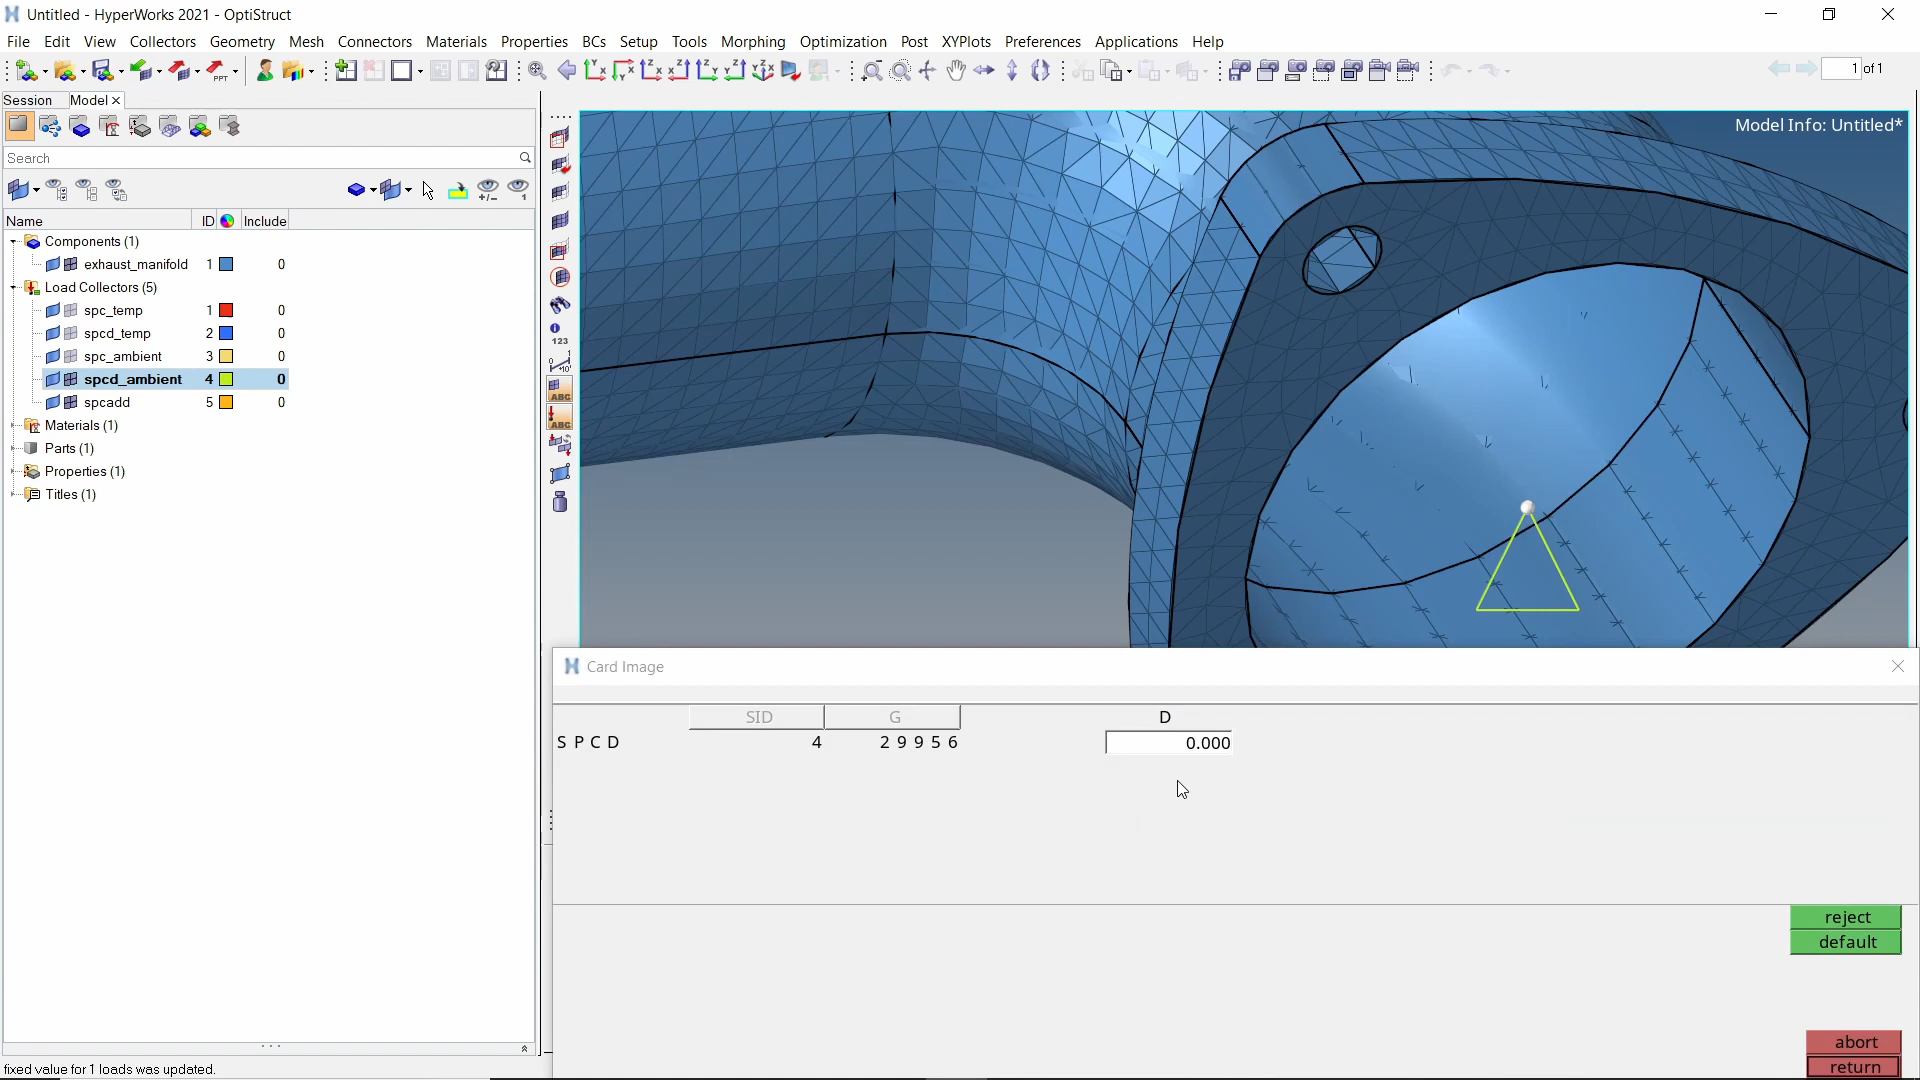 Untitled - HyperWorks 2021 - OptiStruct
File Edit View Collectors Geometry Mesh Connectors Materials Properties BCs Setup Tools Morphing Optimization Post XYPlots Preferences Applications Help
1 of 1
Session Model
Model Info: Untitled*
Search
Name ID Include
Components (1)
exhaust_manifold 1 0
Load Collectors (5)
spc_temp 1 0
spcd_temp 2 0
spc_ambient 3 0
spcd_ambient 4 0
spcadd 5 0
Materials (1)
Parts (1)
Properties (1)
Titles (1)
123
ABC
ABC
Card Image
SID G D
SPCD 4 29956 0.000
reject
default
abort
return
fixed value for 1 loads was updated.